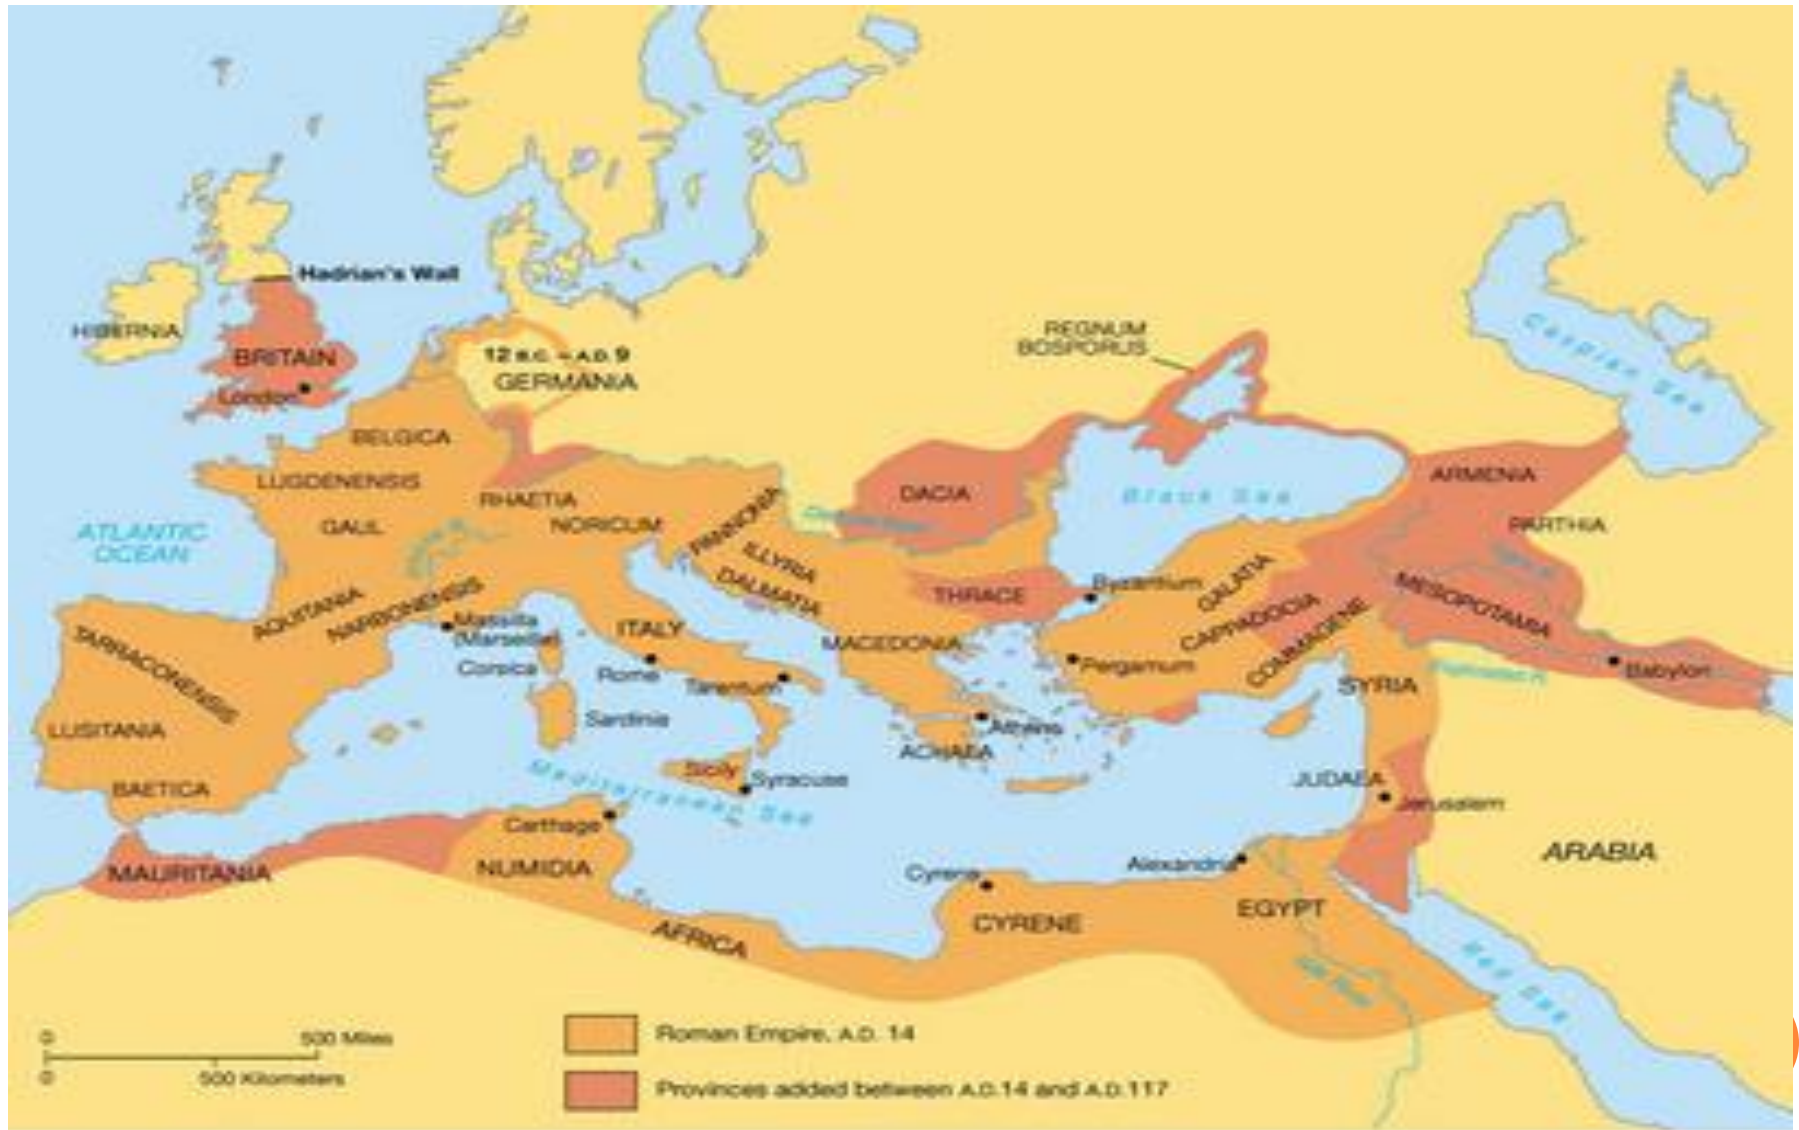 Hadrian's Wall
HIBERNIA
BRITAIN
London
12 B.C. – A.D. 9
GERMANIA
REGNUM
BOSPORUS
Caspian Sea
BELGICA
LUGDENENSIS
RHAETIA
GAUL
NORICUM
PANNONIA
ILLYRIA
DALMATIA
DACIA
Black Sea
ARMENIA
PARTHIA
ATLANTIC
OCEAN
AQUITANIA
NARBONENSIS
Massilia
(Marseille)
Corsica
ITALY
Rome
Tarentum
THRACE
Byzantium
GALATIA
CAPPADOCIA
COMMAGENE
MESOPOTAMIA
MACEDONIA
Pergamum
Babylon
TARRACONENSIS
LUSITANIA
BAETICA
Sardinia
SYRIA
Athens
ACHAEA
Sicily
Syracuse
Mediterranean Sea
JUDAEA
Jerusalem
ARABIA
Carthage
MAURITANIA
NUMIDIA
Cyrene
Alexandria
AFRICA
CYRENE
EGYPT
Nile River
Red Sea
0
500 Miles
0
500 Kilometers
Roman Empire, A.D. 14
Provinces added between A.D. 14 and A.D. 117